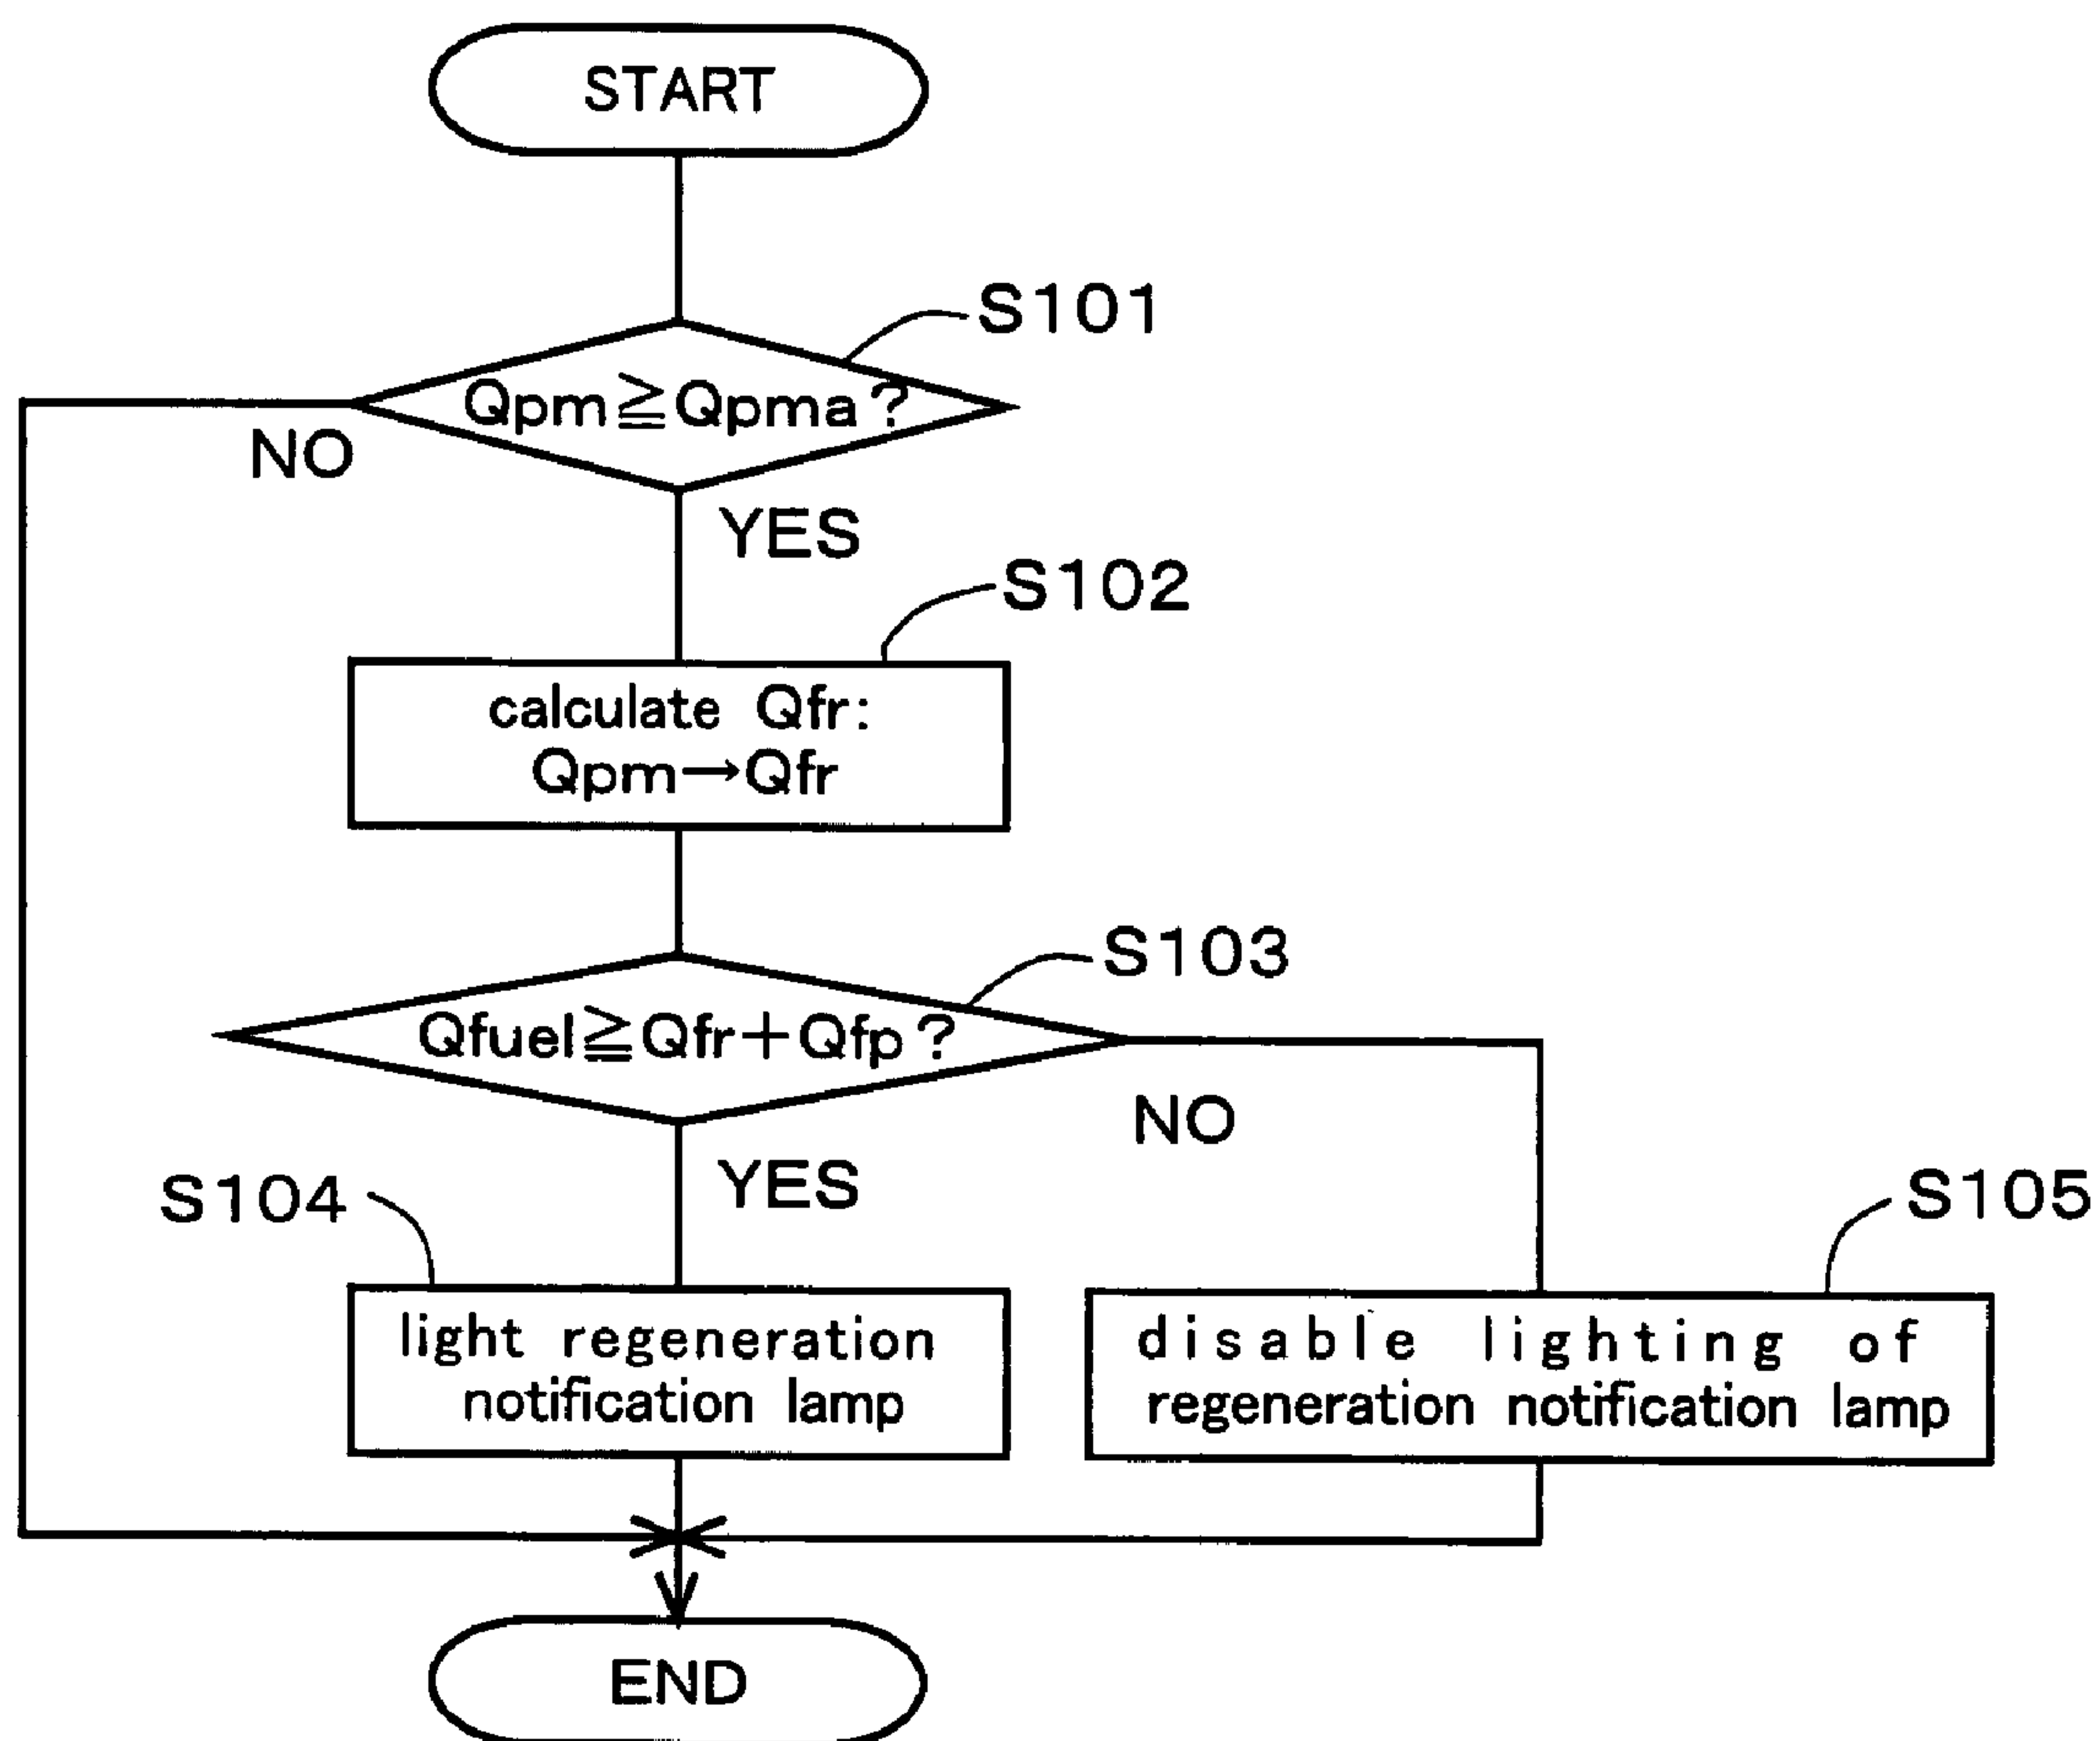 START
S101
Qpm≧Qpma?
NO
YES
S102
calculate Qfr:
Qpm→Qfr
S103
Qfuel≧Qfr+Qfp?
NO
YES
S104
S105
light regeneration
notification lamp
disable lighting of
regeneration notification lamp
END